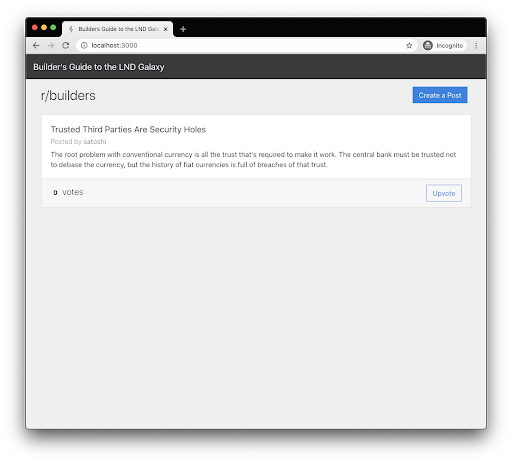 Builders Guide to the LND Gala
localhost:3000
Incognito
Builder's Guide to the LND Galaxy
r/builders
Create a Post
Trusted Third Parties Are Security Holes
Posted by satoshi
The root problem with conventional currency is all the trust that's required to make it work. The central bank must be trusted not
to debase the currency, but the history of fiat currencies is full of breaches of that trust.
0 votes
Upvote